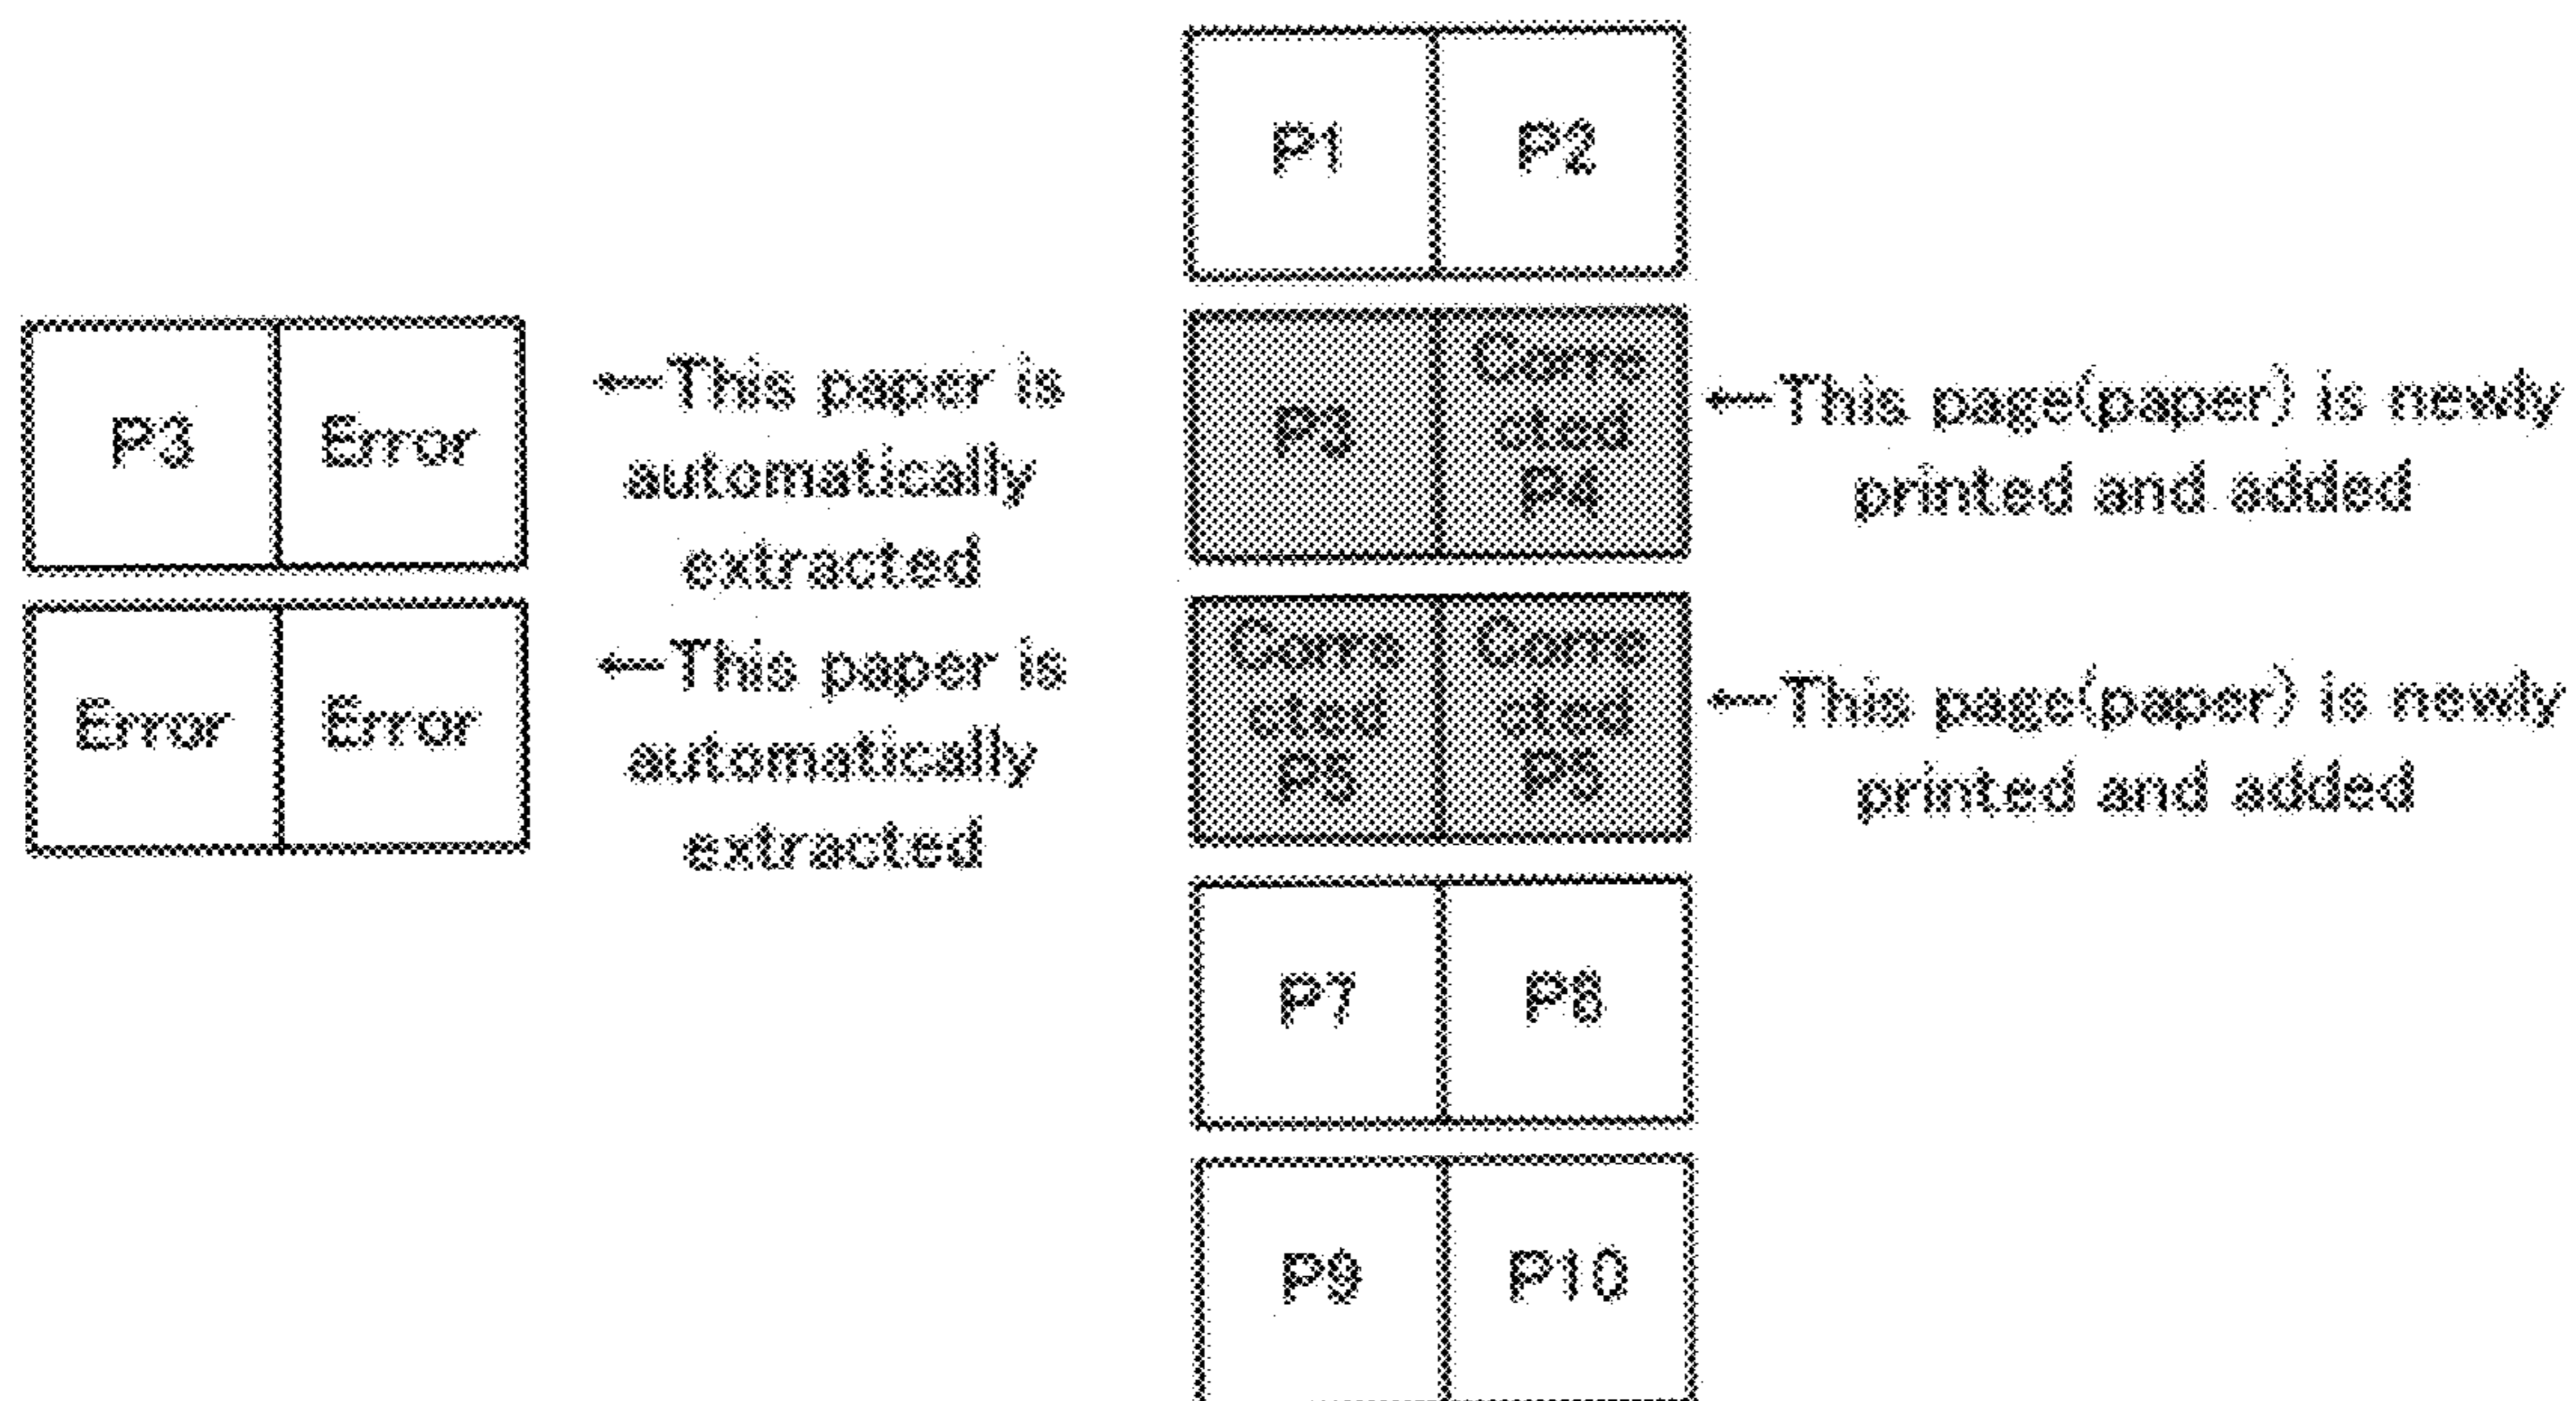 P3 Error
←This paper is
automatically
extracted
Error Error
←This paper is
automatically
extracted
P1 P2
P3
Corre
cted
P4
←This page(paper) is newly
printed and added
Corre
cted
P5
Corre
cted
←This page(paper) is newly
printed and added
P7 P8
P9 P10